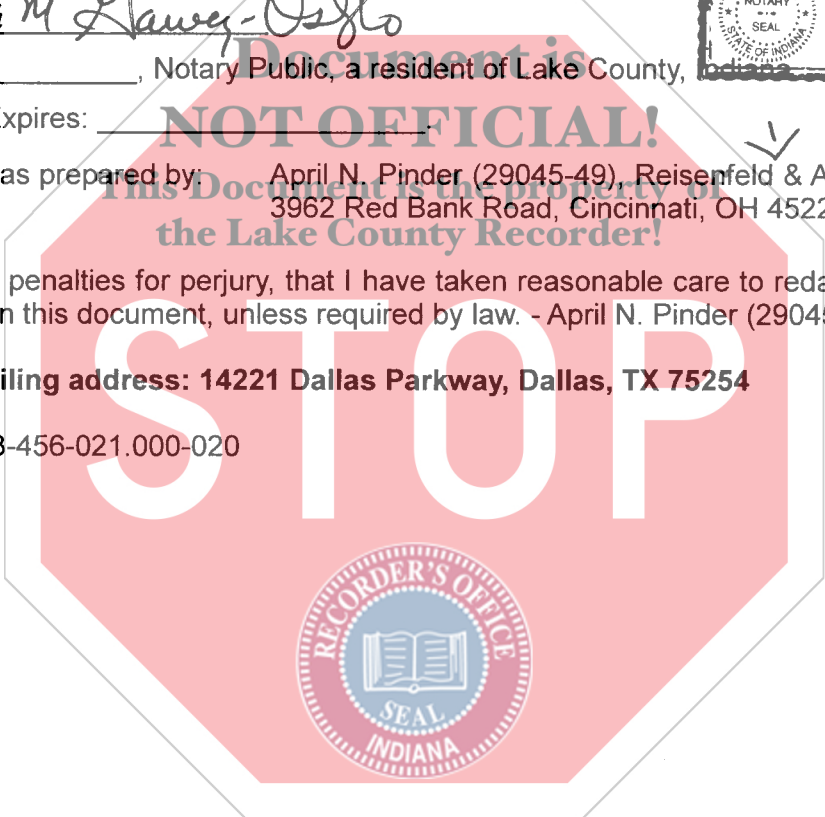 M
NOTARY
SEAL
STATE OF INDIANA
Document is
, Notary Public, a resident of Lake County, Indiana
NOT OFFICIAL!
Expires:
as prepared by: April N. Pinder (29045-49), Reisenfeld & A
This Document is the property of
3962 Red Bank Road, Cincinnati, OH 4522
the Lake County Recorder!
penalties for perjury, that I have taken reasonable care to reda
n this document, unless required by law. - April N. Pinder (2904
STOP
iling address: 14221 Dallas Parkway, Dallas, TX 75254
-456-021.000-020
RECORDER'S OFFICE
SEAL
INDIANA